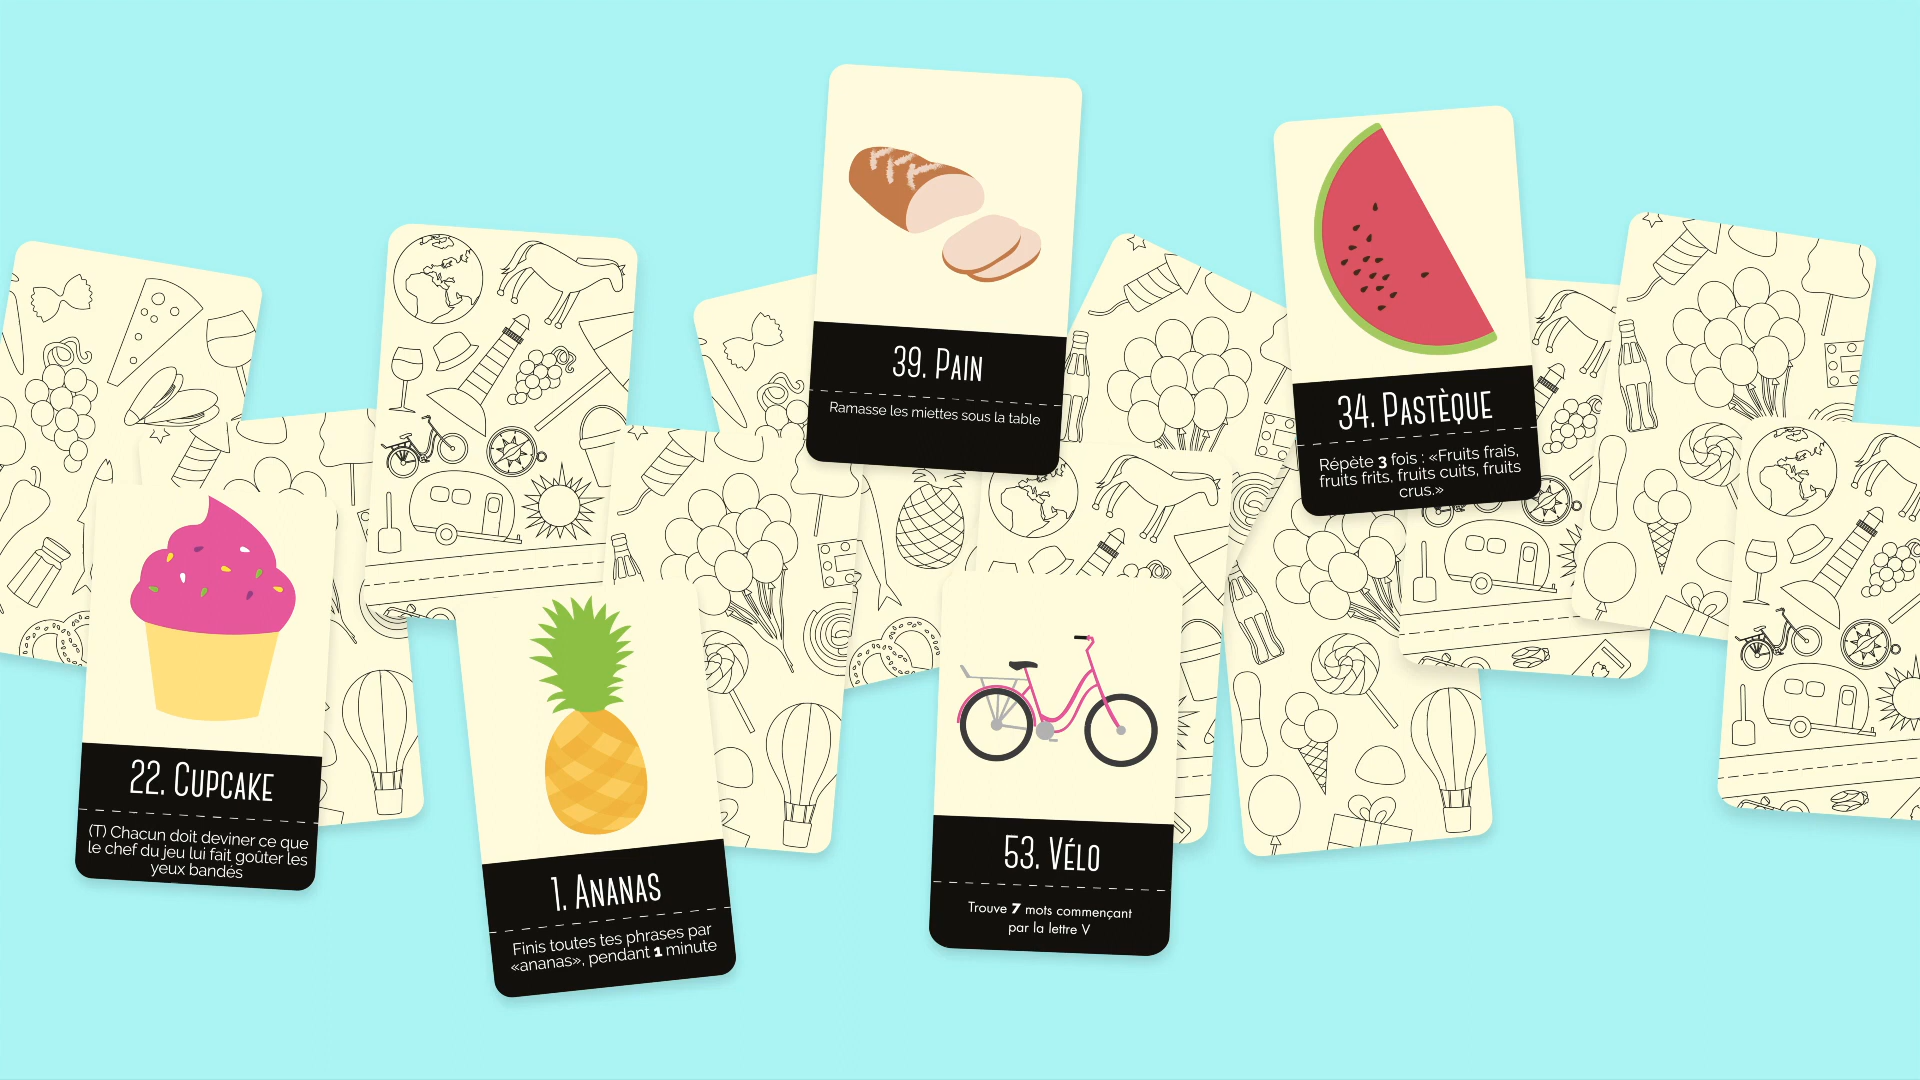 39. Pain
Ramasse les miettes sous la table
34. Pastèque
Répète 3 fois : «Fruits frais,
fruits frits, fruits cuits, fruits
crus.»
22. Cupcake
(T) Chacun doit deviner ce que
le chef du jeu lui fait goûter les
yeux bandés
1. Ananas
Finis toutes tes phrases par
«ananas», pendant 1 minute
53. Vélo
Trouve 7 mots commençant
par la lettre V